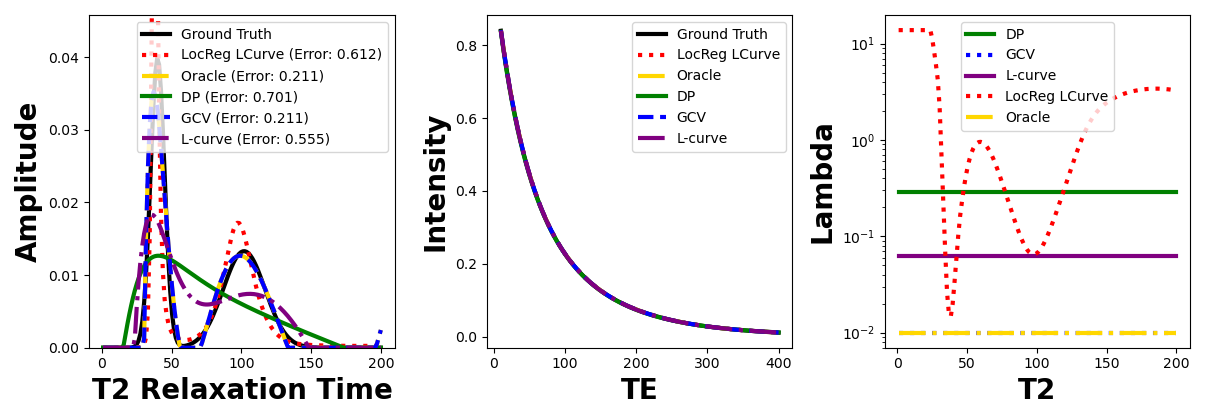 Amplitude
0.04
0.03
0.02
0.01
0.00
0
50
100
150
200
T2 Relaxation Time
Ground Truth
LocReg LCurve (Error: 0.612)
Oracle (Error: 0.211)
DP (Error: 0.701)
GCV (Error: 0.211)
L-curve (Error: 0.555)
Intensity
0.8
0.6
0.4
0.2
0.0
0
100
200
300
400
TE
Ground Truth
LocReg LCurve
Oracle
DP
GCV
L-curve
Lambda
10¹
10⁰
10⁻¹
10⁻²
0
50
100
150
200
T2
DP
GCV
L-curve
LocReg LCurve
Oracle